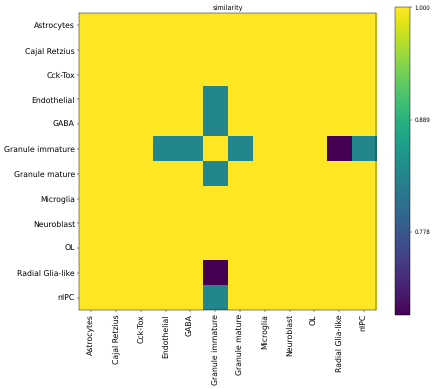 similarity
Astrocytes
Cajal Retzius
Cck-Tox
Endothelial
GABA
Granule immature
Granule mature
Microglia
Neuroblast
OL
Radial Glia-like
nIPC
Astrocytes
Cajal Retzius
Cck-Tox
Endothelial
GABA
Granule immature
Granule mature
Microglia
Neuroblast
OL
Radial Glia-like
nIPC
1.000
0.889
0.778